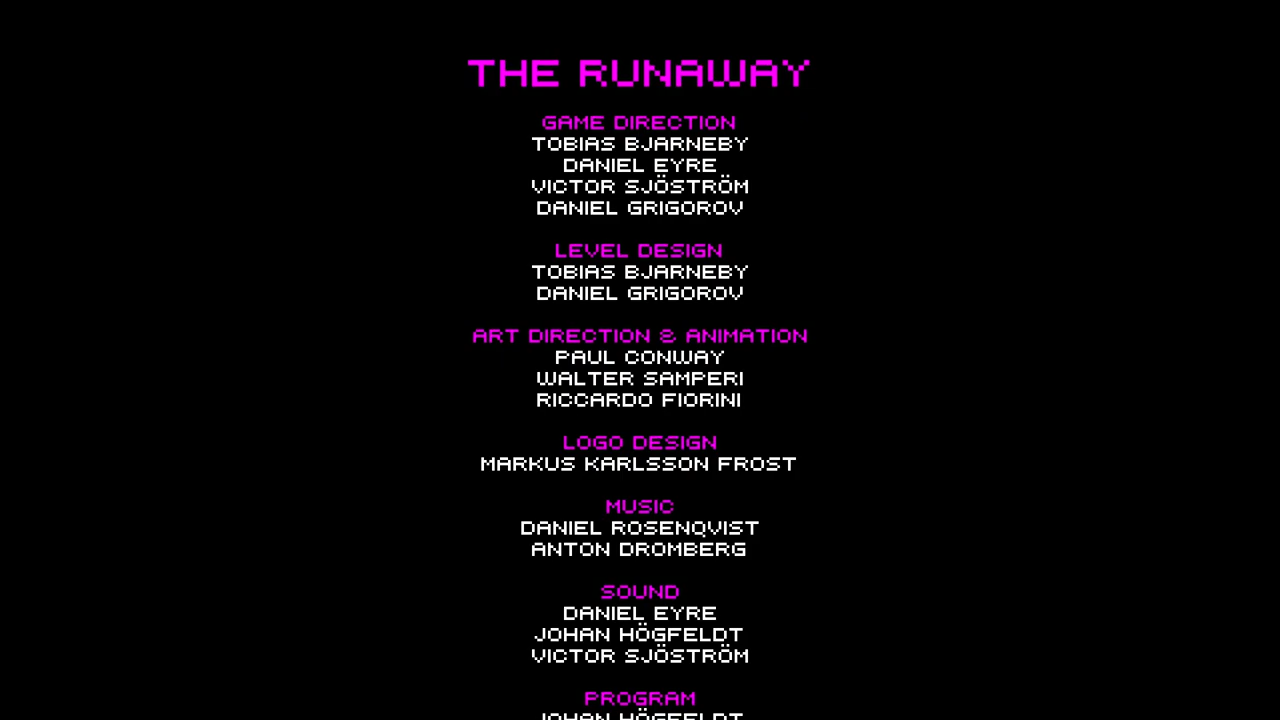 THE RUNAWAY
GAME DIRECTION
TOBIAS BJARNEBY
DANIEL EYRE
VICTOR SJÖSTRÖM
DANIEL GRIGOROV
LEVEL DESIGN
TOBIAS BJARNEBY
DANIEL GRIGOROV
ART DIRECTION & ANIMATION
PAUL CONWAY
WALTER SAMPERI
RICCARDO FIORINI
LOGO DESIGN
MARKUS KARLSSON FROST
MUSIC
DANIEL ROSENQVIST
ANTON DROMBERG
SOUND
DANIEL EYRE
JOHAN HÖGFELDT
VICTOR SJÖSTRÖM
PROGRAM
JOHAN HÖGFELDT